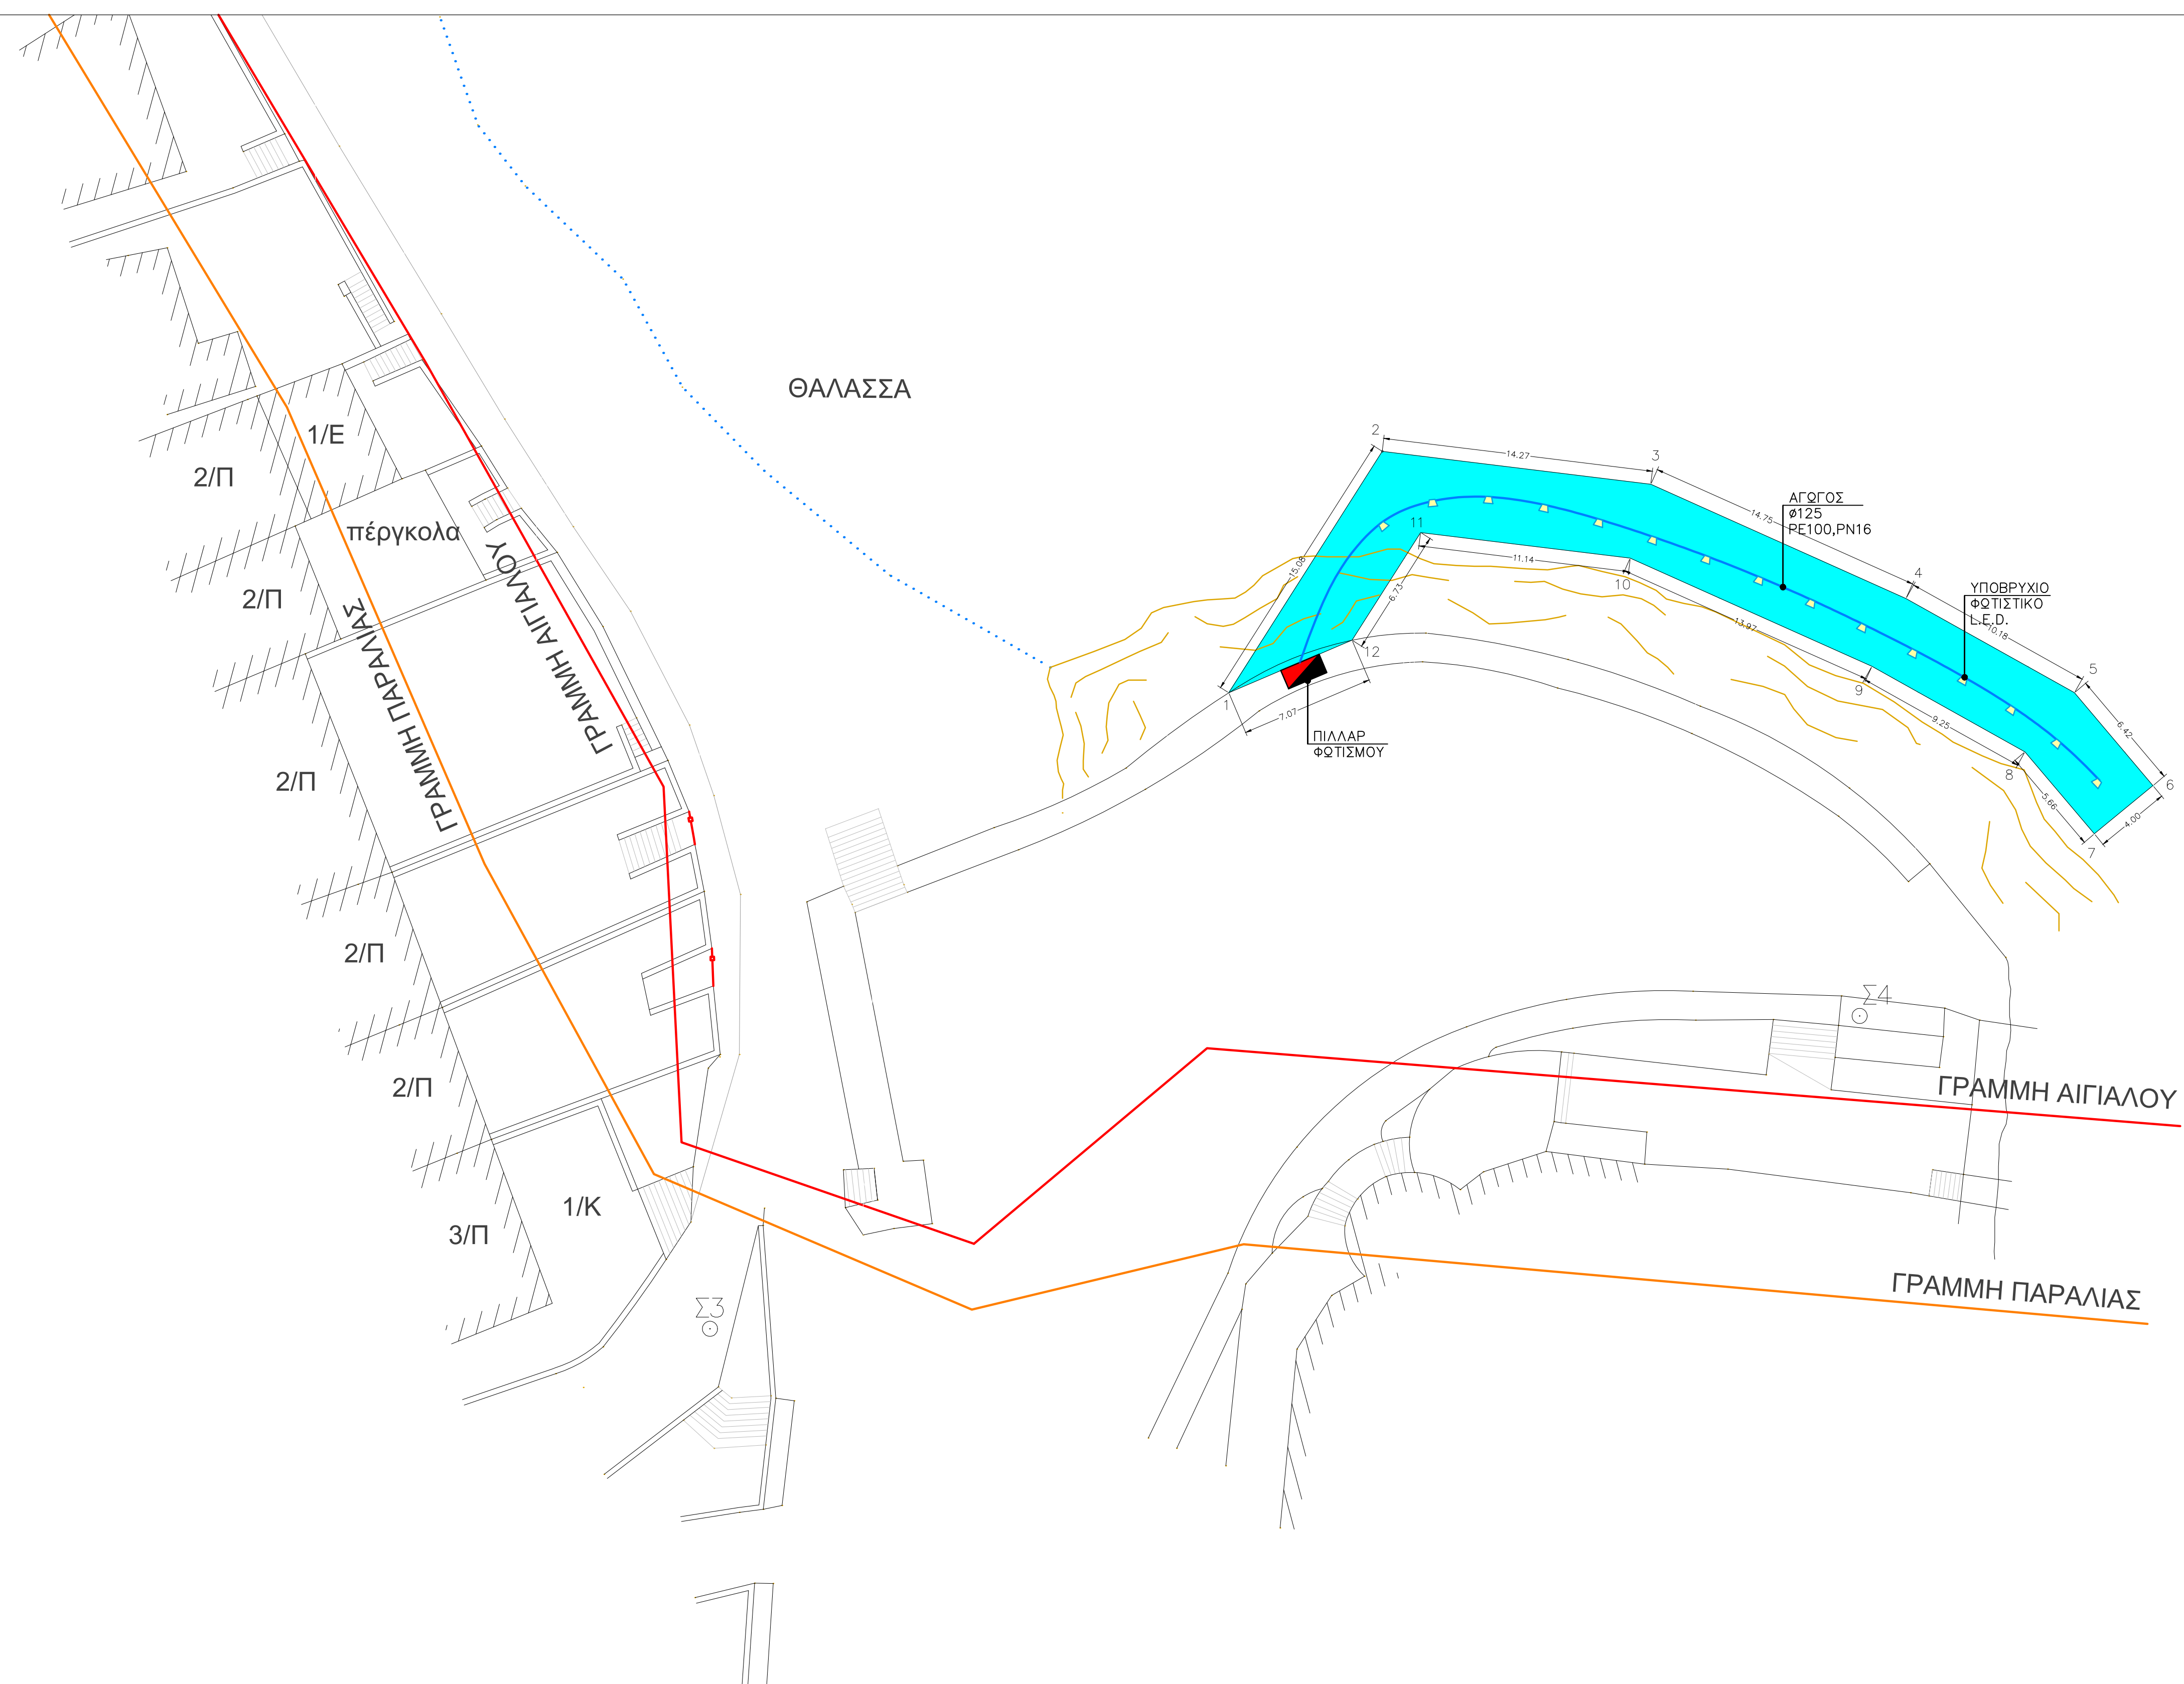 ΘΑΛΑΣΣΑ
1/Ε
2/Π
πέργκολα
2/Π
ΓΡΑΜΜΗ ΠΑΡΑΛΙΑΣ
ΓΡΑΜΜΗ ΑΙΓΙΑΛΟΥ
2/Π
2/Π
2/Π
1/Κ
3/Π
Σ3
Σ4
ΓΡΑΜΜΗ ΑΙΓΙΑΛΟΥ
ΓΡΑΜΜΗ ΠΑΡΑΛΙΑΣ
2
14.27
3
14.75
ΑΓΩΓΟΣ
Ø125
PE100,PN16
4
ΥΠΟΒΡΥΧΙΟ
ΦΩΤΙΣΤΙΚΟ
L.E.D.
10.18
5
6.42
6
4.00
7
5.66
8
9.25
9
13.97
10
11.14
11
6.73
12
15.08
1
7.07
ΠΙΛΛΑΡ
ΦΩΤΙΣΜΟΥ